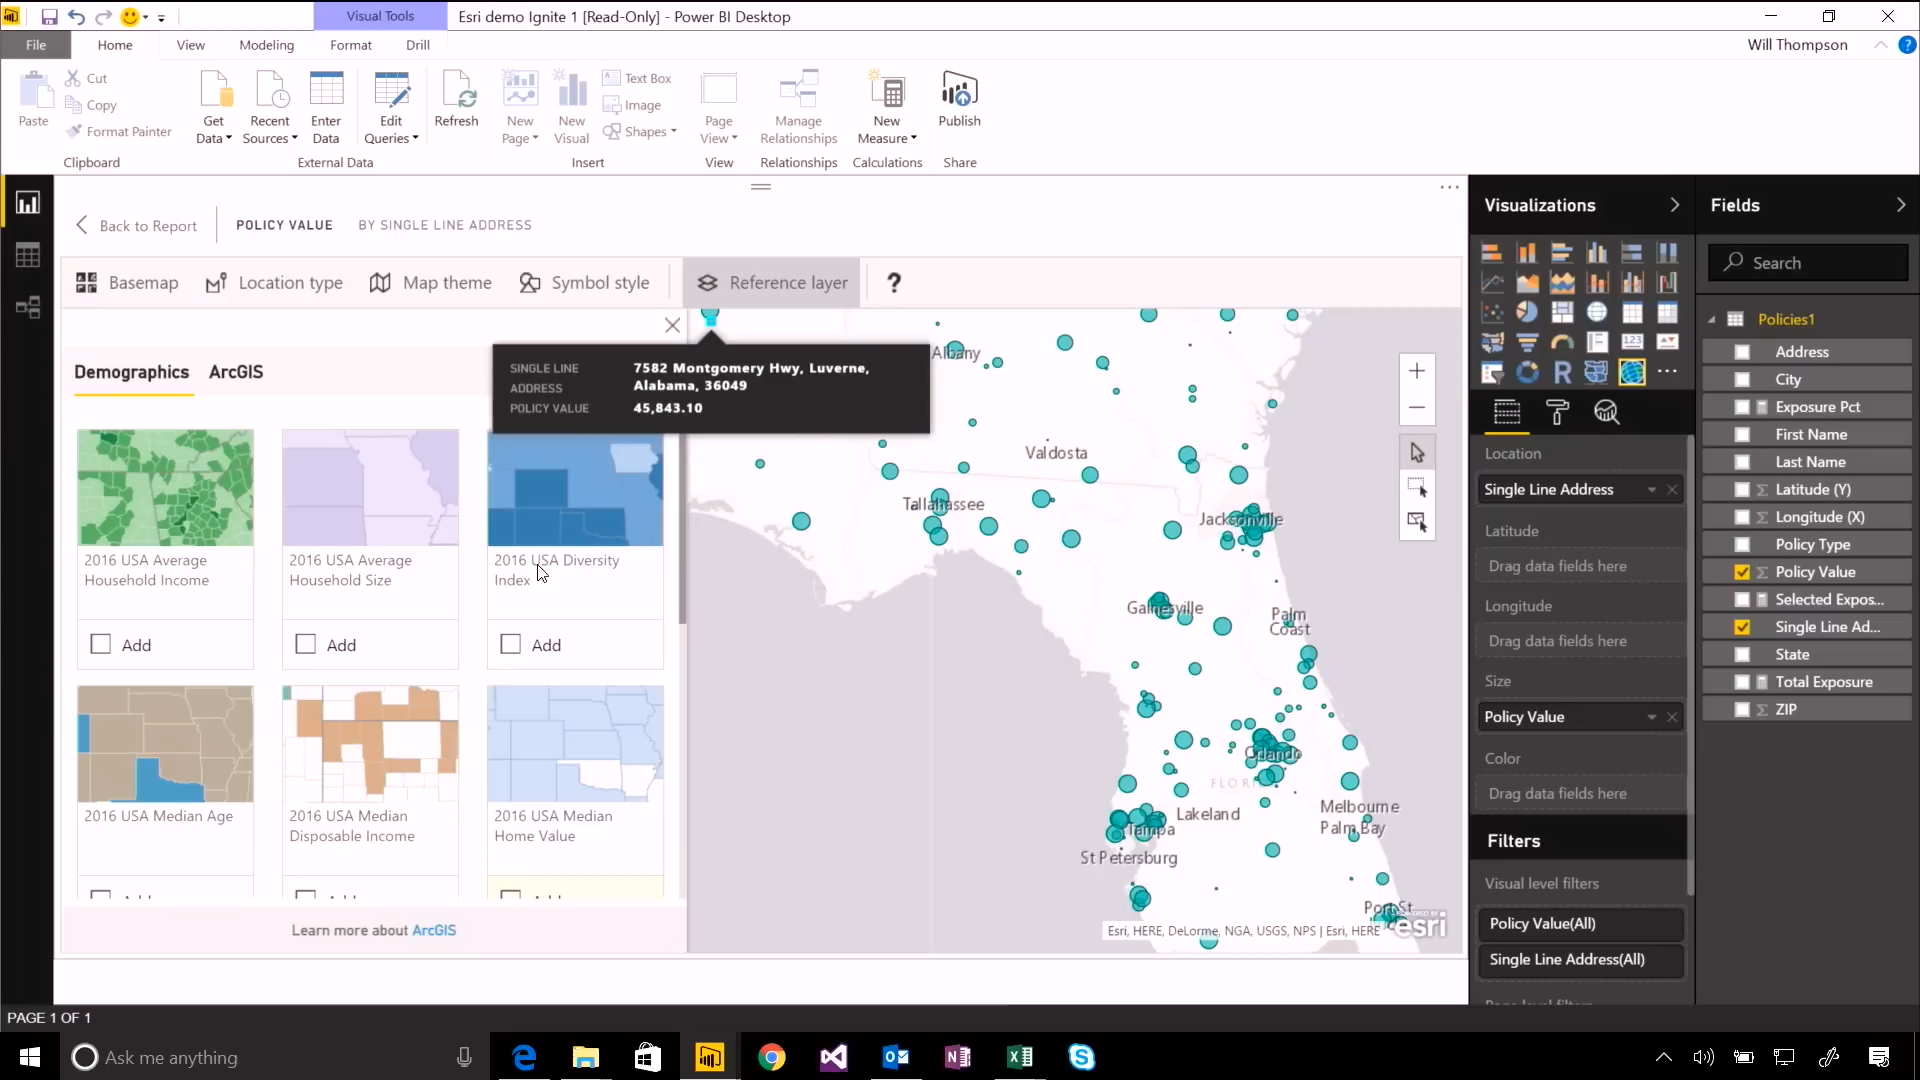 Visual Tools
Esri demo Ignite 1 [Read-Only] - Power BI Desktop
File Home View Modeling Format Drill
Will Thompson
?
Paste
Cut
Copy
Format Painter
Clipboard
Get Data
Recent Sources
Enter Data
Edit Queries
External Data
Refresh
New Page
New Visual
Text Box
Image
Shapes
Insert
Page View
View
Manage Relationships
Relationships
New Measure
Calculations
Publish
Share
Back to Report
POLICY VALUE
BY SINGLE LINE ADDRESS
Basemap
Location type
Map theme
Symbol style
Reference layer
?
Demographics ArcGIS
SINGLE LINE ADDRESS
7582 Montgomery Hwy, Luverne, Alabama, 36049
POLICY VALUE
45,843.10
2016 USA Average
Household Income
Add
2016 USA Average
Household Size
Add
2016 USA Diversity
Index
Add
2016 USA Median Age
2016 USA Median
Disposable Income
2016 USA Median
Home Value
Learn more about ArcGIS
Albany
Valdosta
Tallahassee
Jacksonville
Gainesville
Palm
Coast
Orlando
Lakeland
Tampa
St Petersburg
Melbourne
Palm Bay
Port St
Esri, HERE, DeLorme, NGA, USGS, NPS | Esri, HERE
esri
Visualizations
R
123
Location
Single Line Address
Latitude
Drag data fields here
Longitude
Drag data fields here
Size
Policy Value
Color
Drag data fields here
Filters
Visual level filters
Policy Value(All)
Single Line Address(All)
Fields
Search
Policies1
Address
City
Exposure Pct
First Name
Last Name
Latitude (Y)
Longitude (X)
Policy Type
Policy Value
Selected Expos...
Single Line Ad...
State
Total Exposure
ZIP
PAGE 1 OF 1
Ask me anything